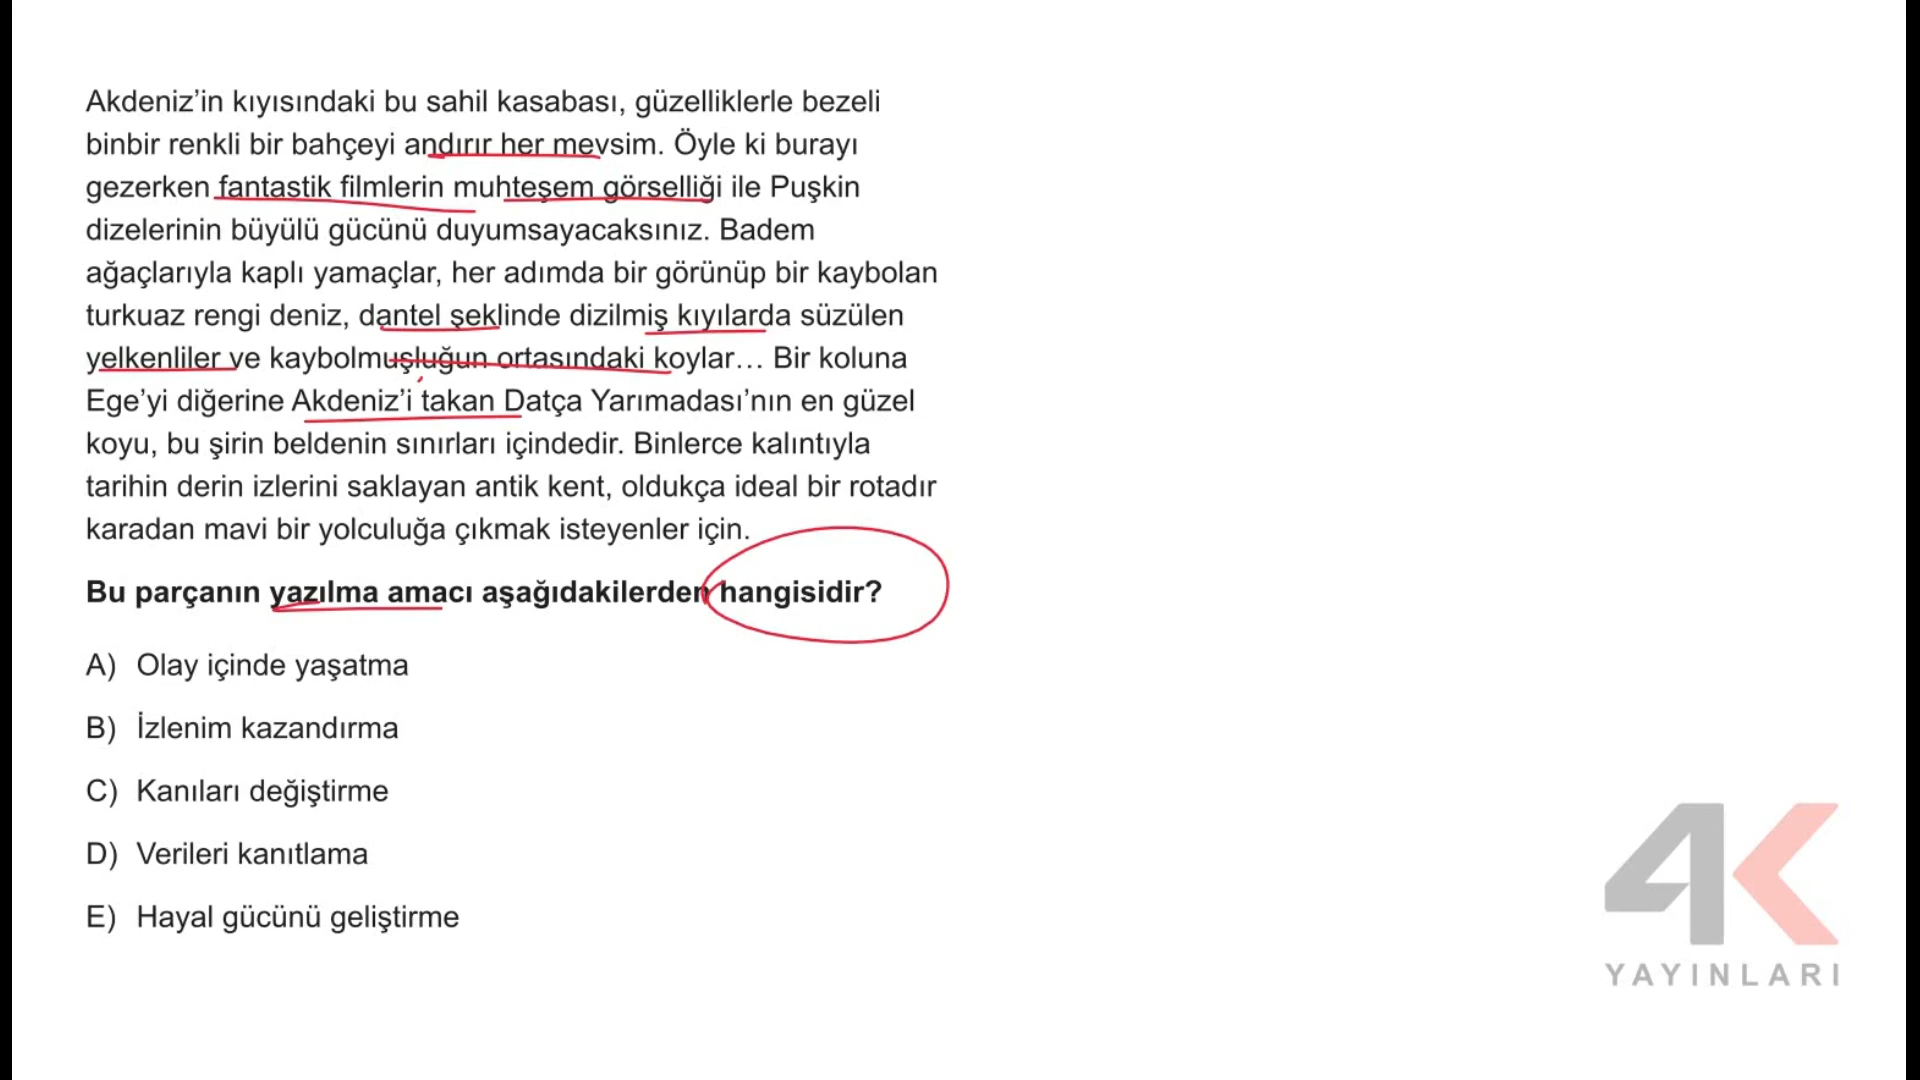 Akdeniz’in kıyısındaki bu sahil kasabası, güzelliklerle bezeli
binbir renkli bir bahçeyi andırır her mevsim. Öyle ki burayı
gezerken fantastik filmlerin muhteşem görselliği ile Puşkin
dizelerinin büyülü gücünü duyumsayacaksınız. Badem
ağaçlarıyla kaplı yamaçlar, her adımda bir görünüp bir kaybolan
turkuaz rengi deniz, dantel şeklinde dizilmiş kıyılarda süzülen
yelkenliler ve kaybolmuşluğun ortasındaki koylar… Bir koluna
Ege’yi diğerine Akdeniz’i takan Datça Yarımadası’nın en güzel
koyu, bu şirin beldenin sınırları içindedir. Binlerce kalıntıyla
tarihin derin izlerini saklayan antik kent, oldukça ideal bir rotadır
karadan mavi bir yolculuğa çıkmak isteyenler için.
Bu parçanın yazılma amacı aşağıdakilerden hangisidir?
A) Olay içinde yaşatma
B) İzlenim kazandırma
C) Kanıları değiştirme
D) Verileri kanıtlama
E) Hayal gücünü geliştirme
4K
YAYINLARI